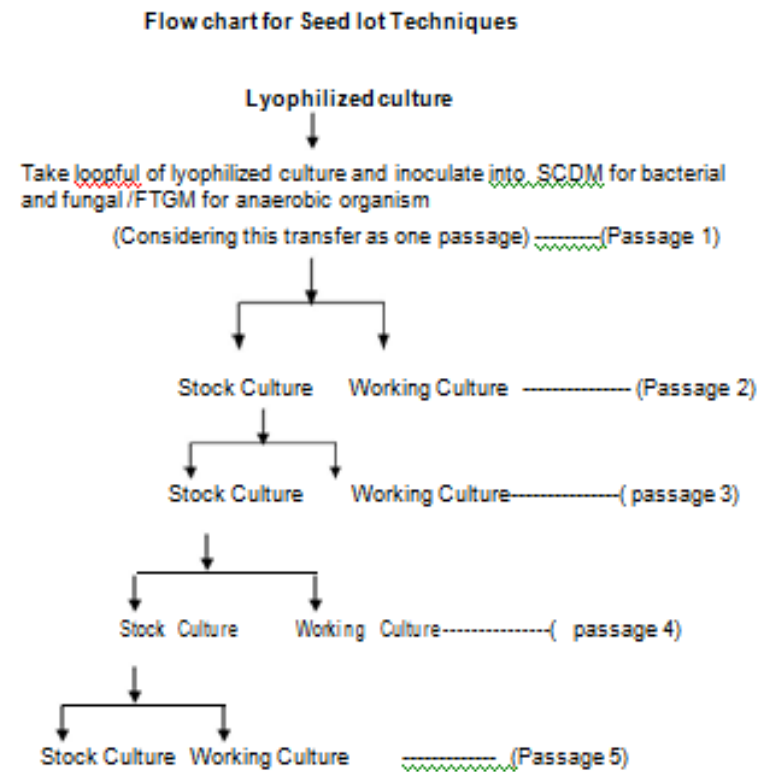 Flow chart for Seed lot Techniques
Lyophilized culture
Take loopful of lyophilized culture and inoculate into SCDM for bacterial
and fungal /FTGM for anaerobic organism
(Considering this transfer as one passage) ---------(Passage 1)
Stock Culture Working Culture --------------- (Passage 2)
Stock Culture Working Culture---------------( passage 3)
Stock Culture Working Culture---------------( passage 4)
Stock Culture Working Culture ------------- (Passage 5)